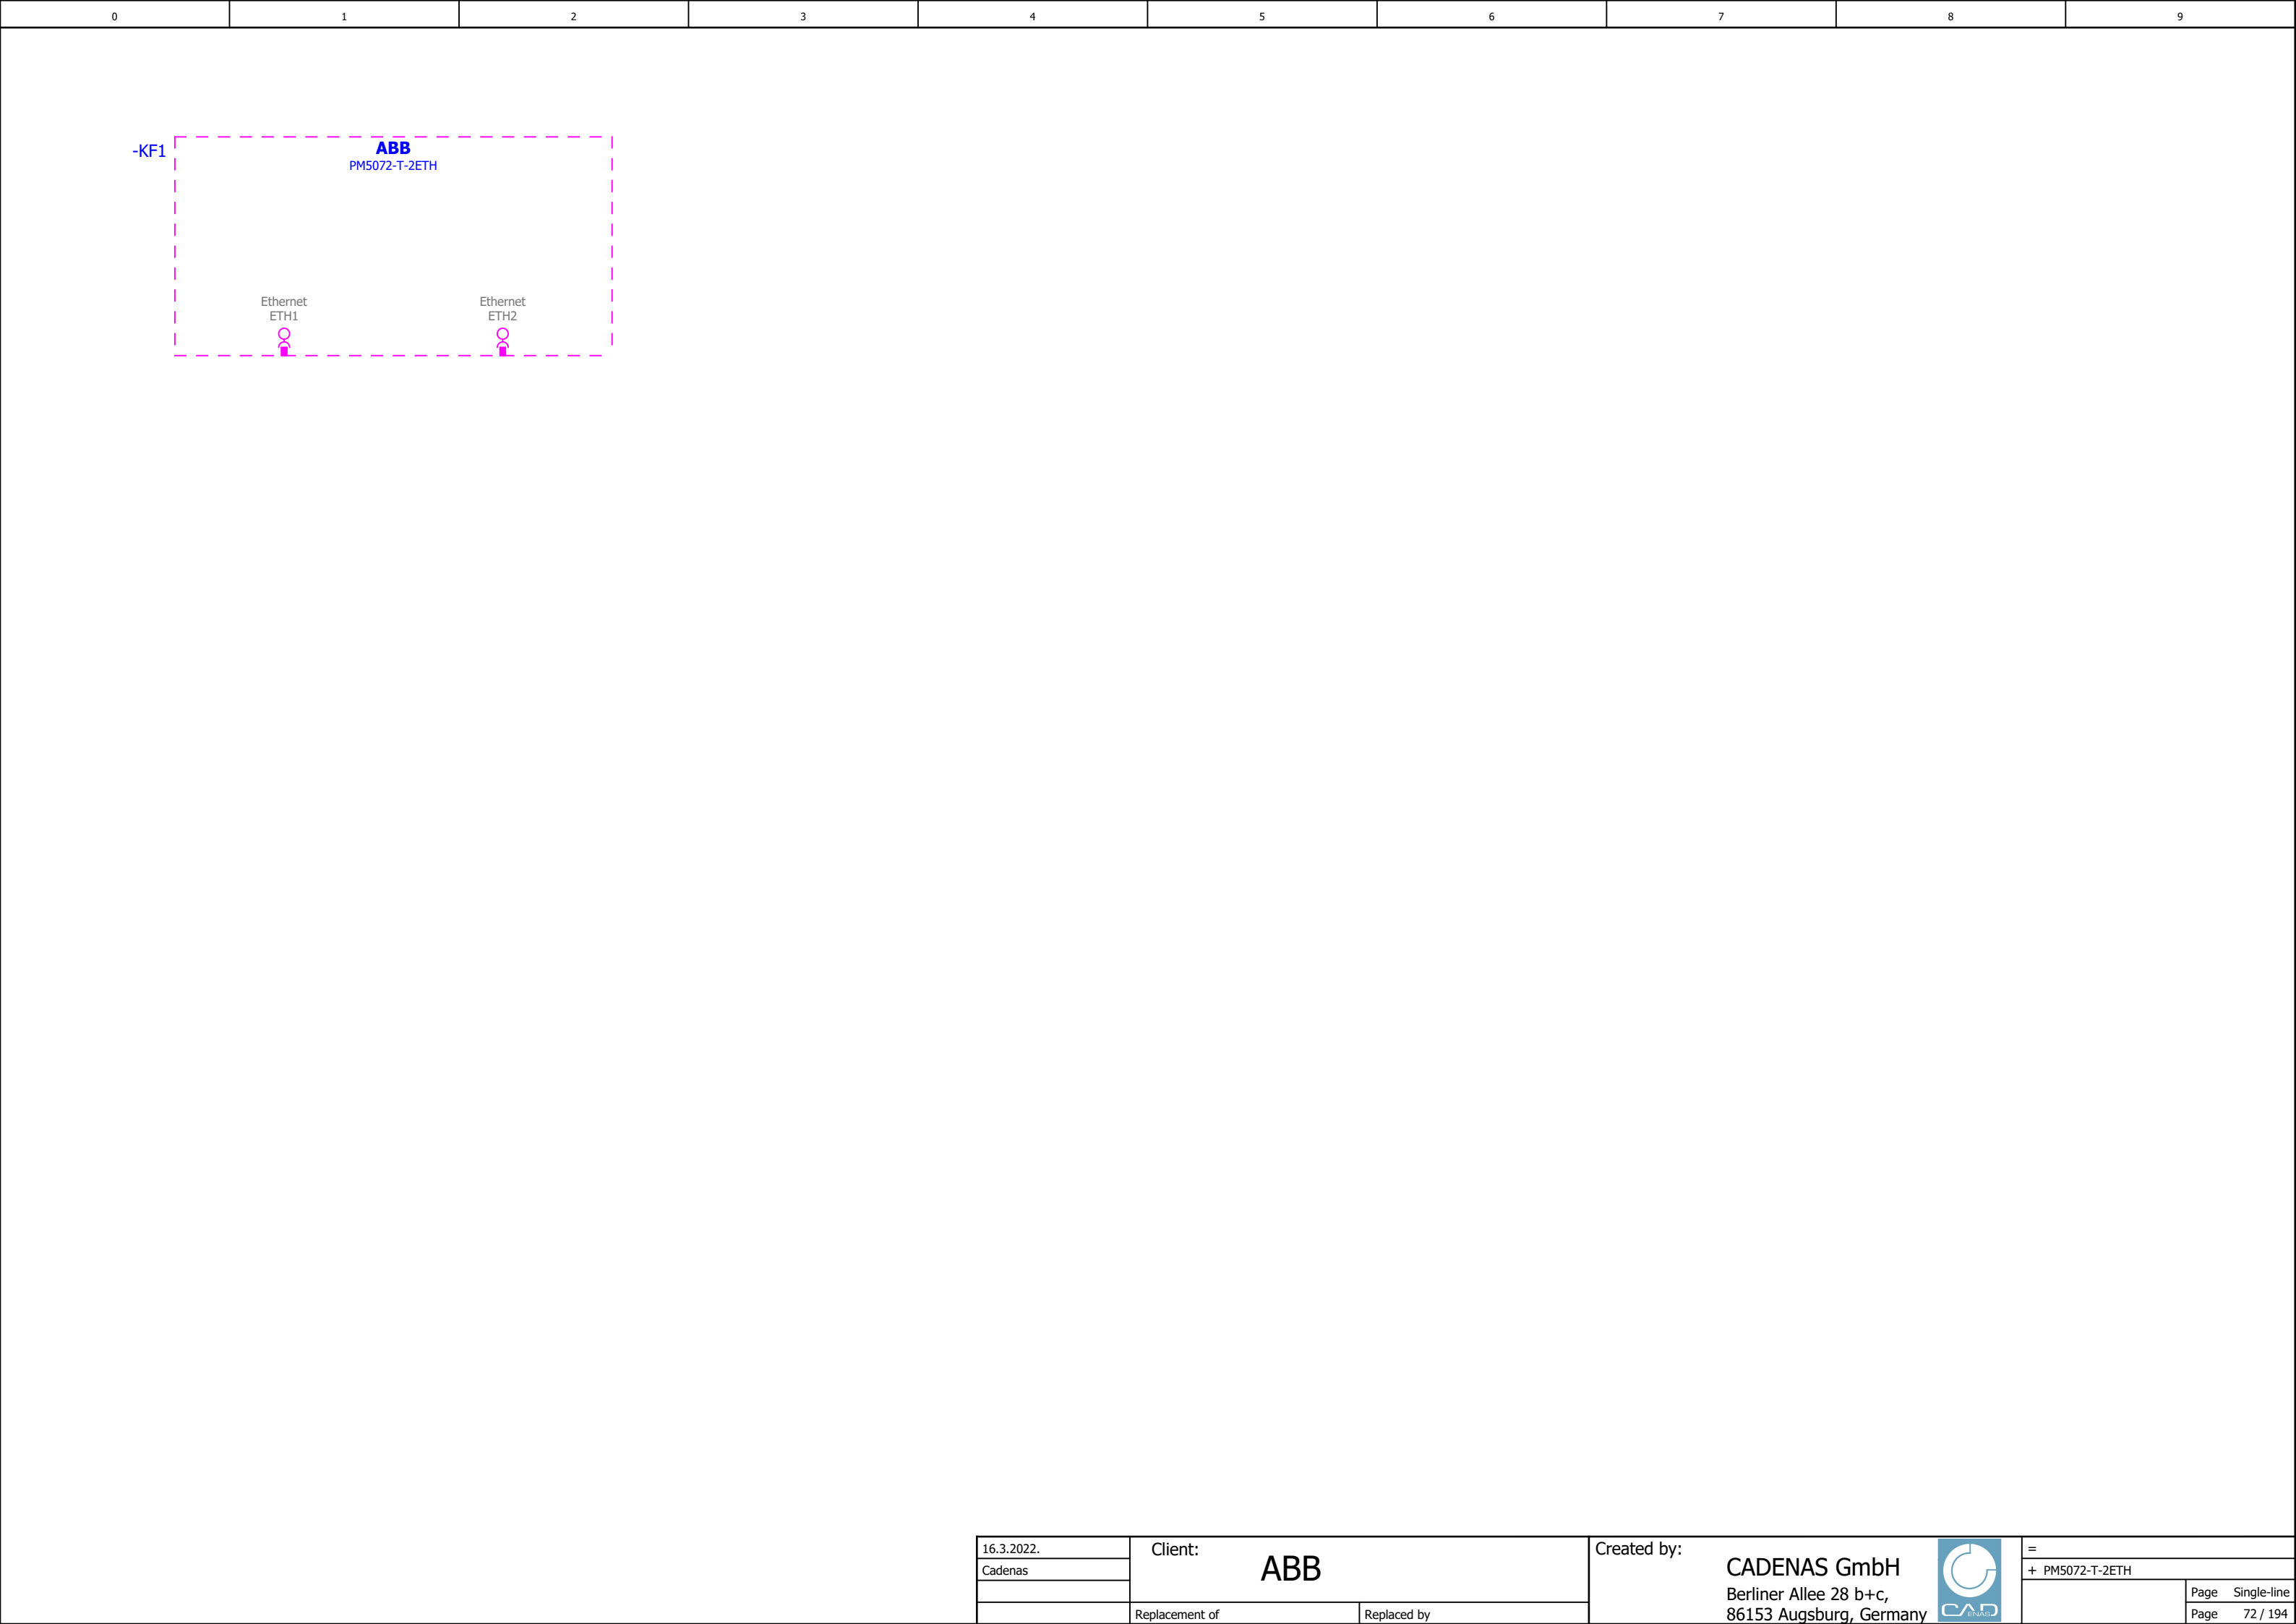 0 1 2 3 4 5 6 7 8 9
-KF1
ABB
PM5072-T-2ETH
Ethernet
ETH1
Ethernet
ETH2
16.3.2022.
Cadenas
Client:
ABB
Replacement of
Replaced by
Created by:
CADENAS GmbH
Berliner Allee 28 b+c,
86153 Augsburg, Germany
CAD
ENAS
=
+ PM5072-T-2ETH
Page Single-line
Page 72 / 194